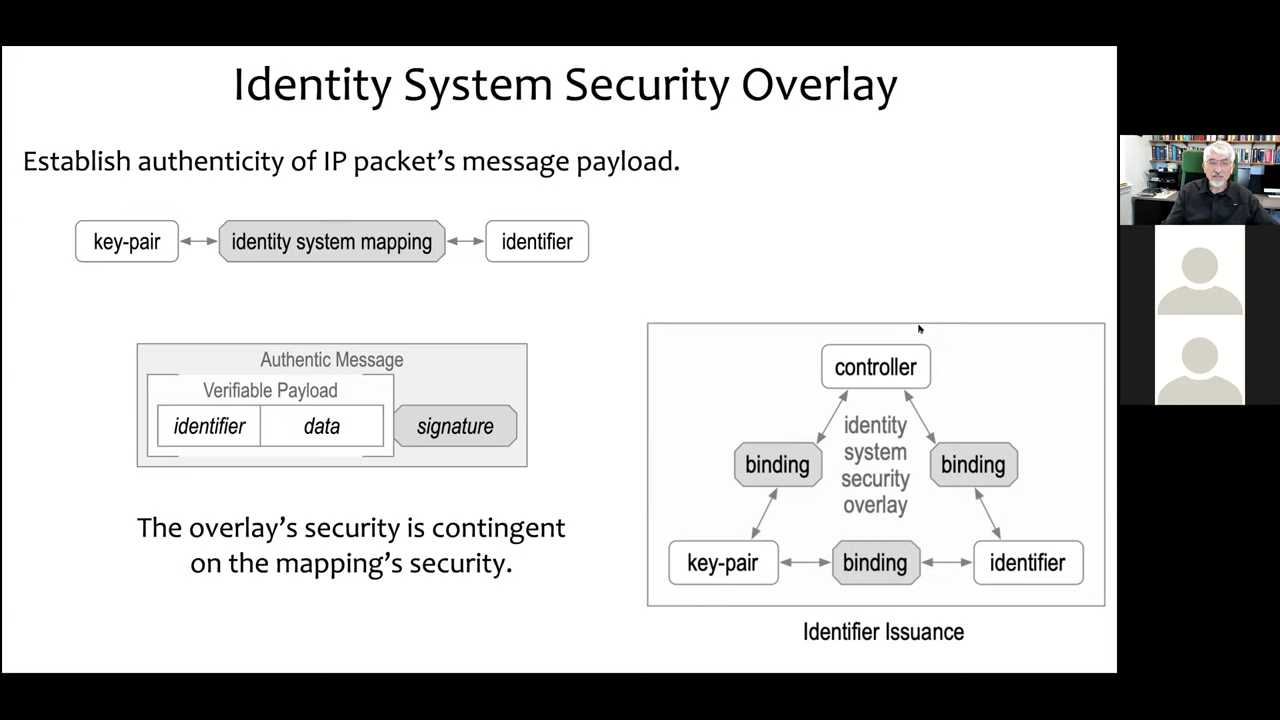 Identity System Security Overlay
Establish authenticity of IP packet's message payload.
key-pair
identity system mapping
identifier
Authentic Message
Verifiable Payload
identifier
data
signature
The overlay's security is contingent
on the mapping's security.
controller
identity
system
security
overlay
binding
binding
key-pair
binding
identifier
Identifier Issuance